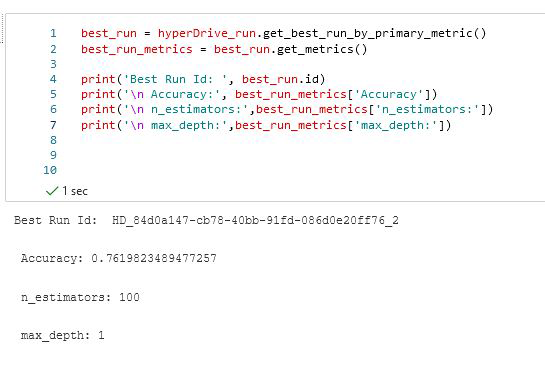 1 best_run = hyperDrive_run.get_best_run_by_primary_metric()
2 best_run_metrics = best_run.get_metrics()
3
4 print('Best Run Id: ', best_run.id)
5 print('\n Accuracy:', best_run_metrics['Accuracy'])
6 print('\n n_estimators:',best_run_metrics['n_estimators:'])
7 print('\n max_depth:',best_run_metrics['max_depth:'])
8
9
10
1 sec
Best Run Id:  HD_84d0a147-cb78-40bb-91fd-086d0e20ff76_2
Accuracy: 0.7619823489477257
n_estimators: 100
max_depth: 1